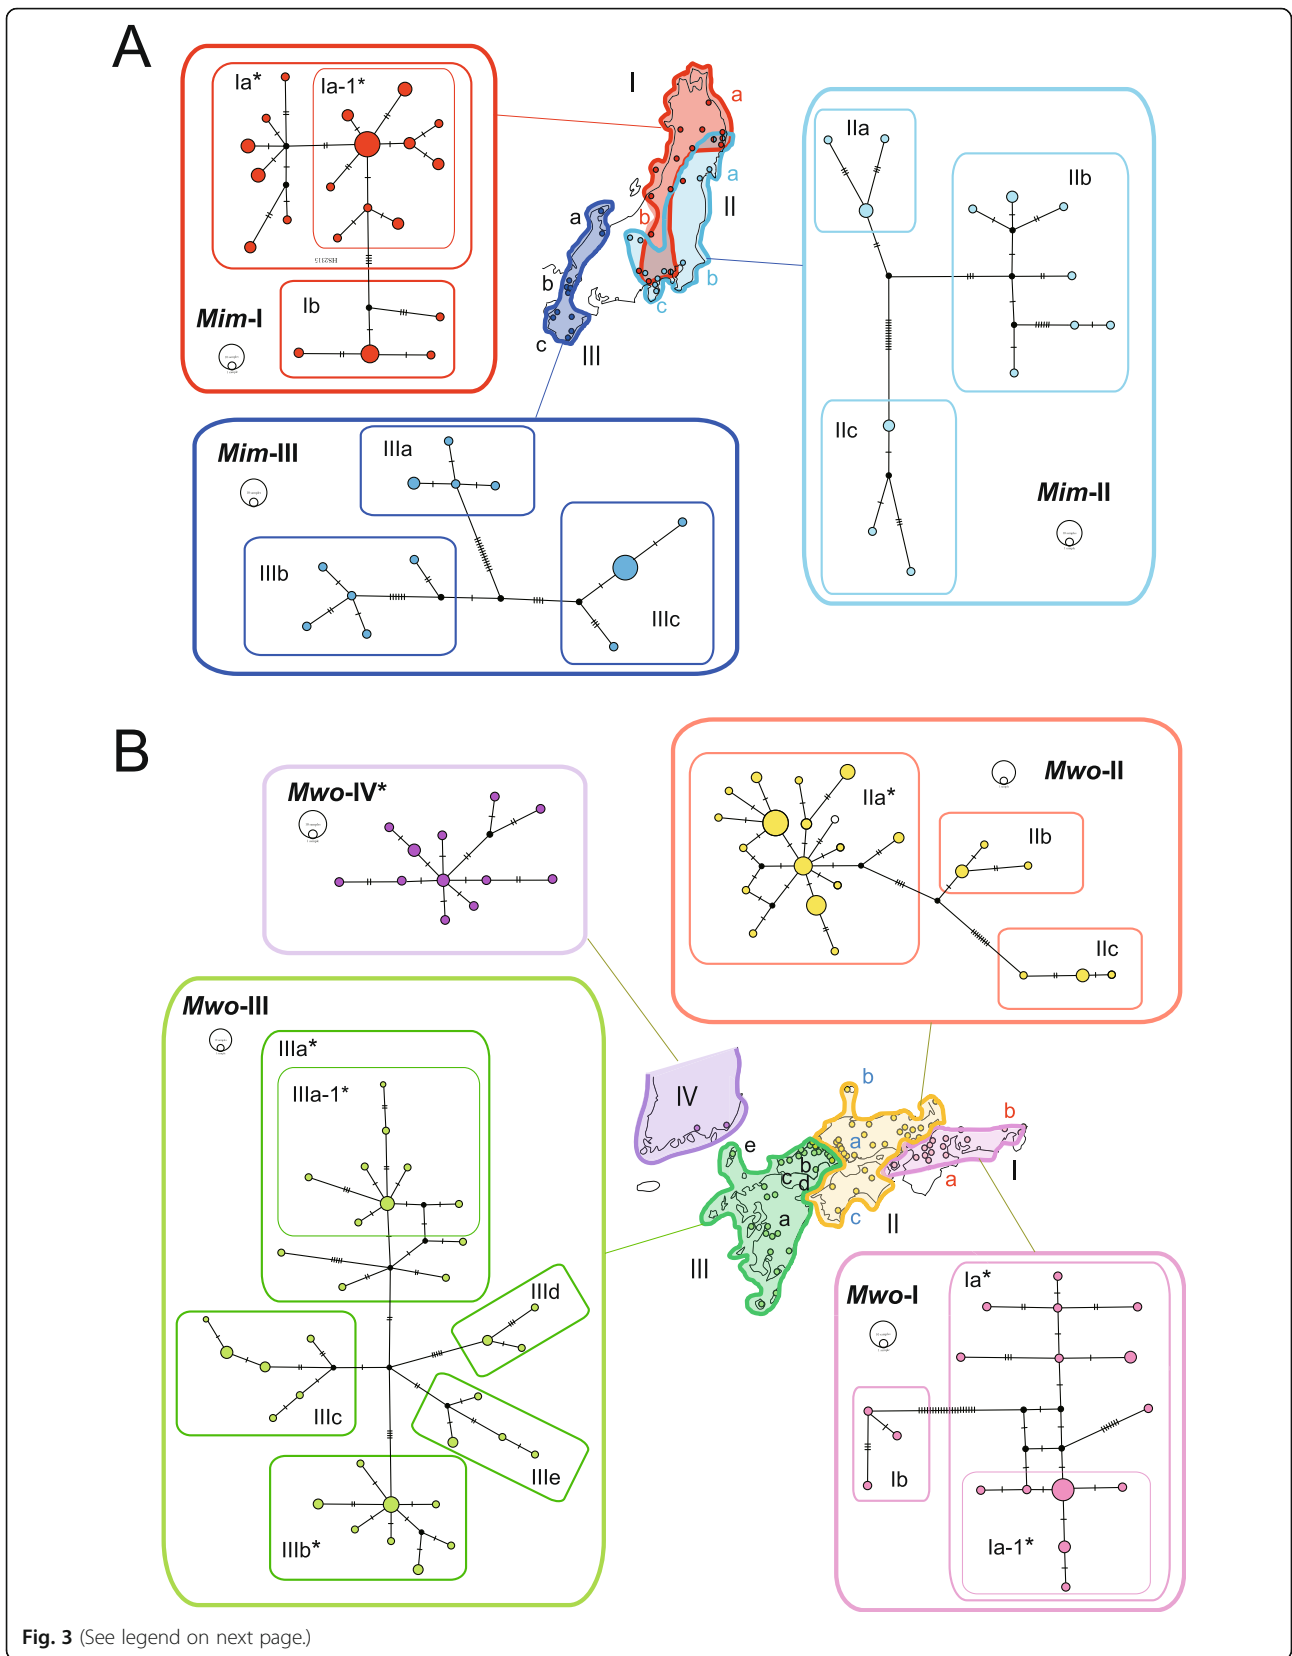 A
Ia*
Ia-1*
HS2315
Ib
Mim-I
I
a
a
II
b
b
c
a
b
c
III
IIa
IIb
IIc
Mim-II
Mim-III
IIIa
IIIb
IIIc
B
Mwo-IV*
Mwo-II
IIa*
IIb
IIc
Mwo-III
IIIa*
IIIa-1*
IIId
IIIc
IIIe
IIIb*
IV
b
a
b
e
b
c
d
a
c
a
I
II
III
Mwo-I
Ia*
Ib
Ia-1*
Fig. 3 (See legend on next page.)